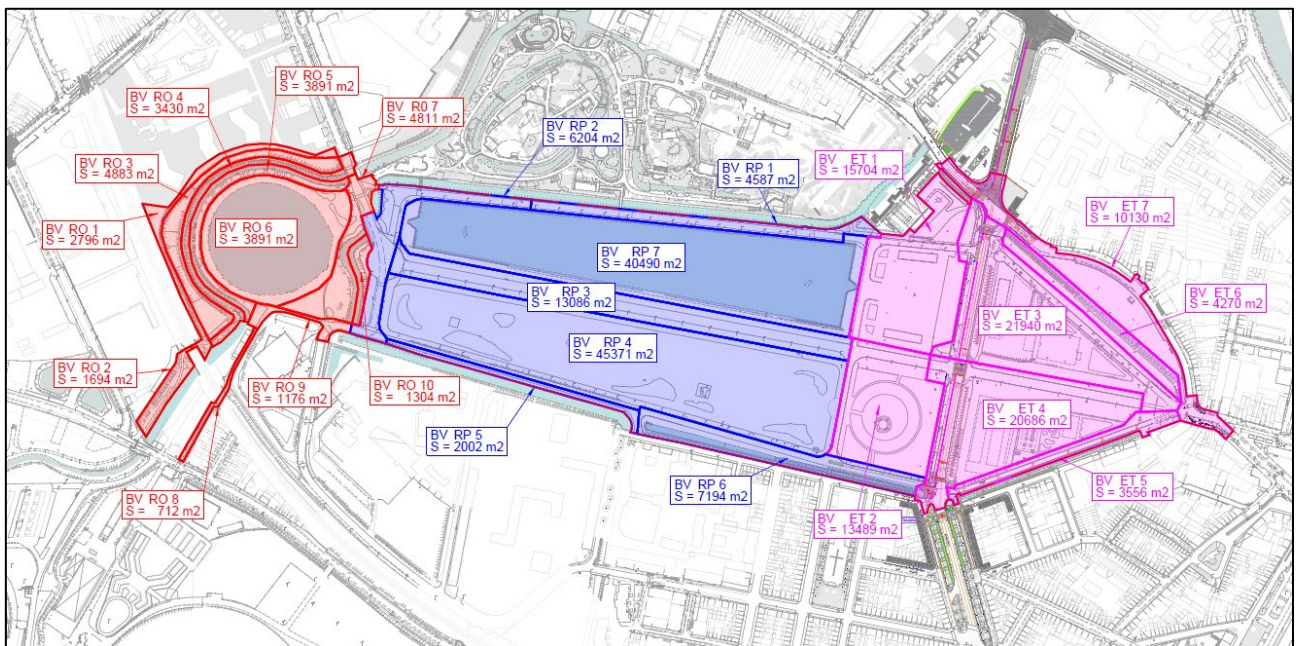 BV RO 5
S = 3891 m2
BV RO 4
S = 3430 m2
BV R0 7
S = 4811 m2
BV RP 2
S = 6204 m2
BV RO 3
S = 4883 m2
BV RP 1
S = 4587 m2
BV ET 1
S = 15704 m2
BV ET 7
S = 10130 m2
BV RO 1
S = 2796 m2
BV RO 6
S = 3891 m2
BV RP 7
S = 40490 m2
BV RP 3
S = 13086 m2
BV ET 6
S = 4270 m2
BV ET 3
S = 21940 m2
BV RP 4
S = 45371 m2
BV RO 2
S = 1694 m2
BV RO 9
S = 1176 m2
BV RO 10
S = 1304 m2
BV ET 4
S = 20686 m2
BV RP 5
S = 2002 m2
BV RP 6
S = 7194 m2
BV ET 5
S = 3556 m2
BV RO 8
S = 712 m2
BV ET 2
S = 13489 m2